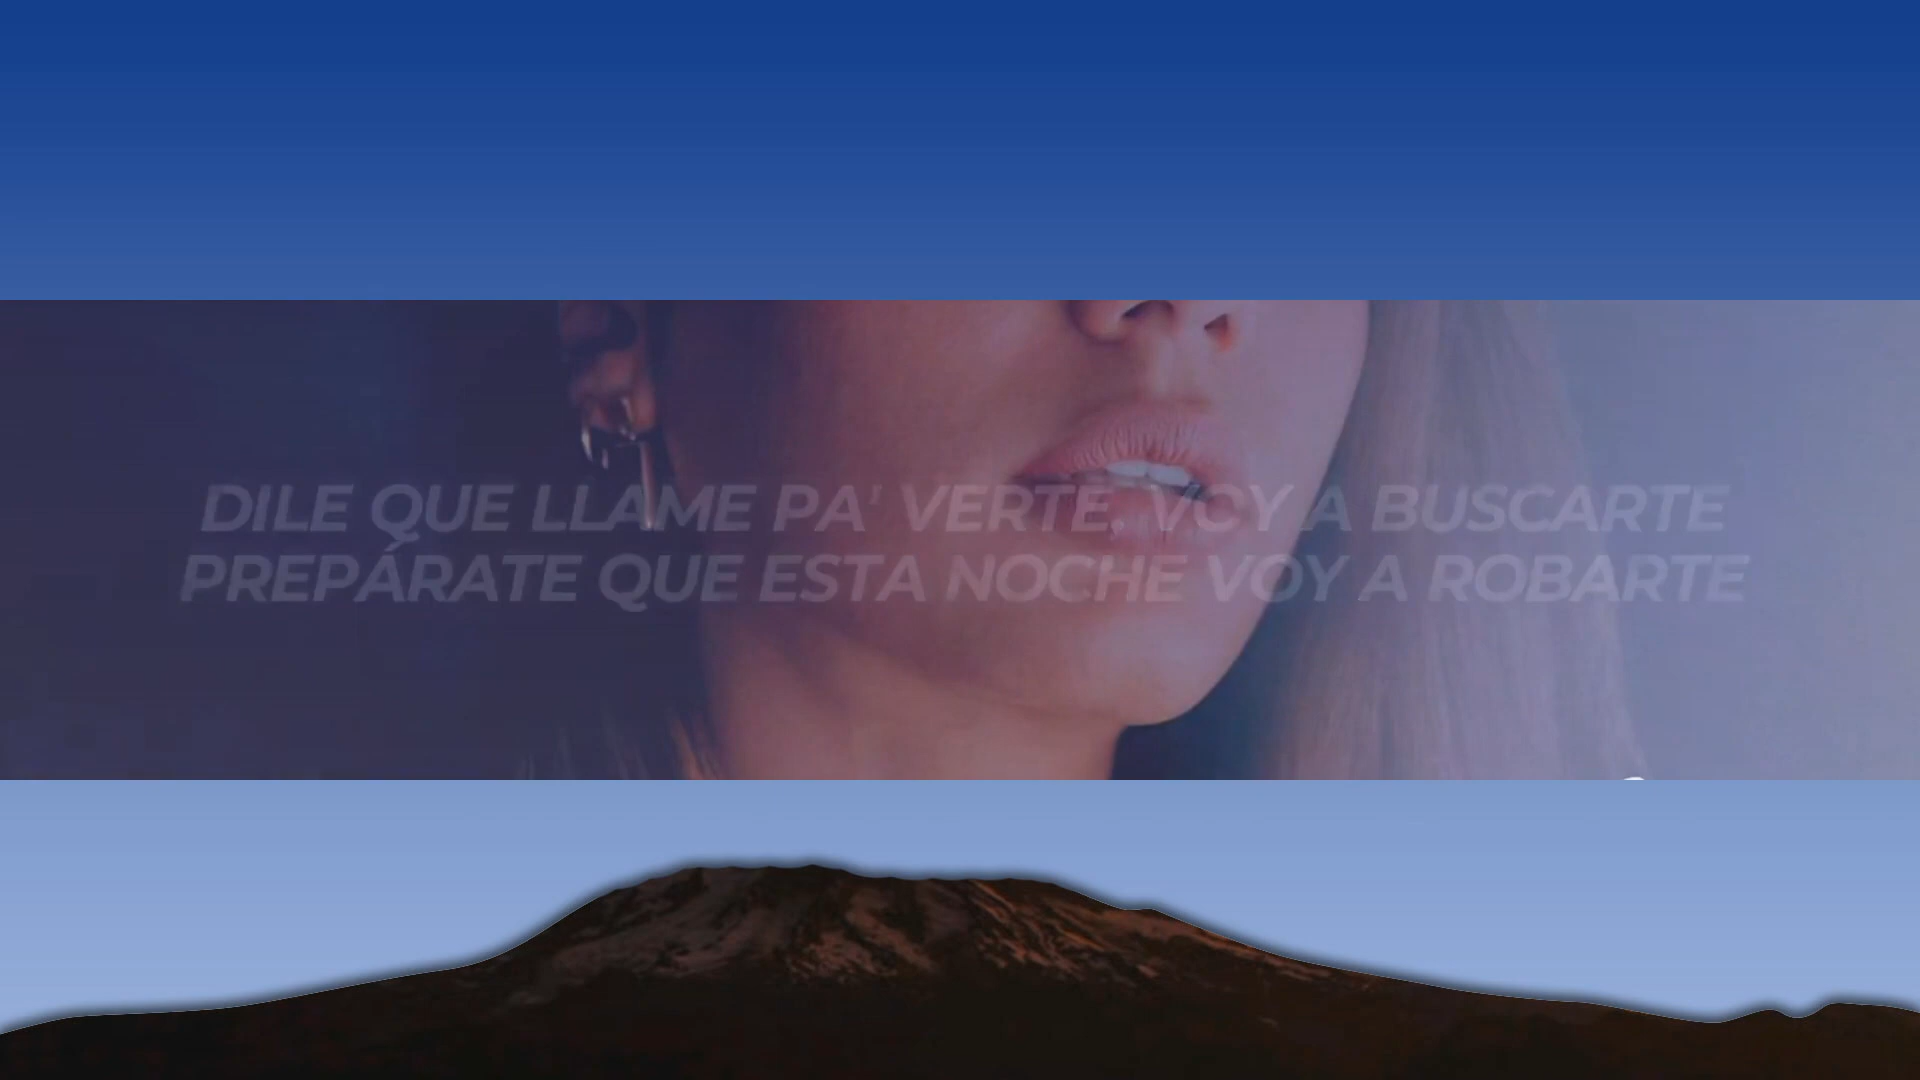 DILE QUE LLAME PA' VERTE, VOY A BUSCARTE
PREPÁRATE QUE ESTA NOCHE VOY A ROBARTE